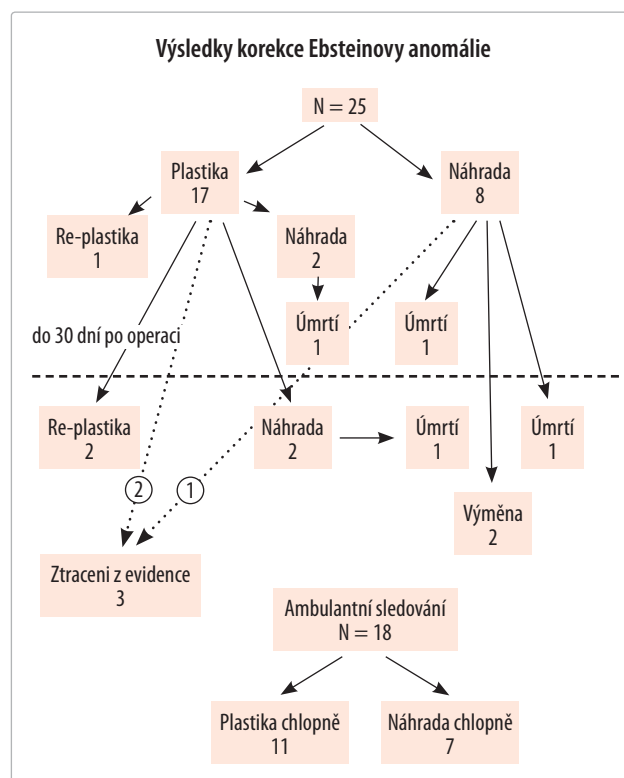 Výsledky korekce Ebsteinovy anomálie
N = 25
Plastika
17
Náhrada
8
Re-plastika
1
Náhrada
2
Úmrtí
1
Úmrtí
1
do 30 dní po operaci
Re-plastika
2
Náhrada
2
Úmrtí
1
Úmrtí
1
2
1
Výměna
2
Ztraceni z evidence
3
Ambulantní sledování
N = 18
Plastika chlopně
11
Náhrada chlopně
7